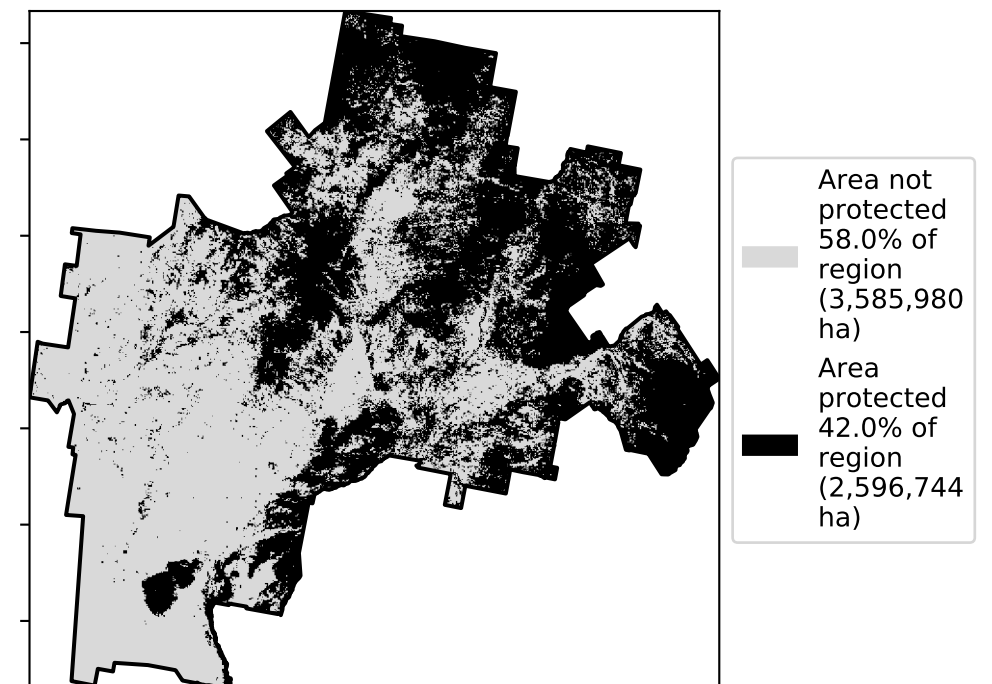 Area not
protected
58.0% of
region
(3,585,980
ha)
Area
protected
42.0% of
region
(2,596,744
ha)